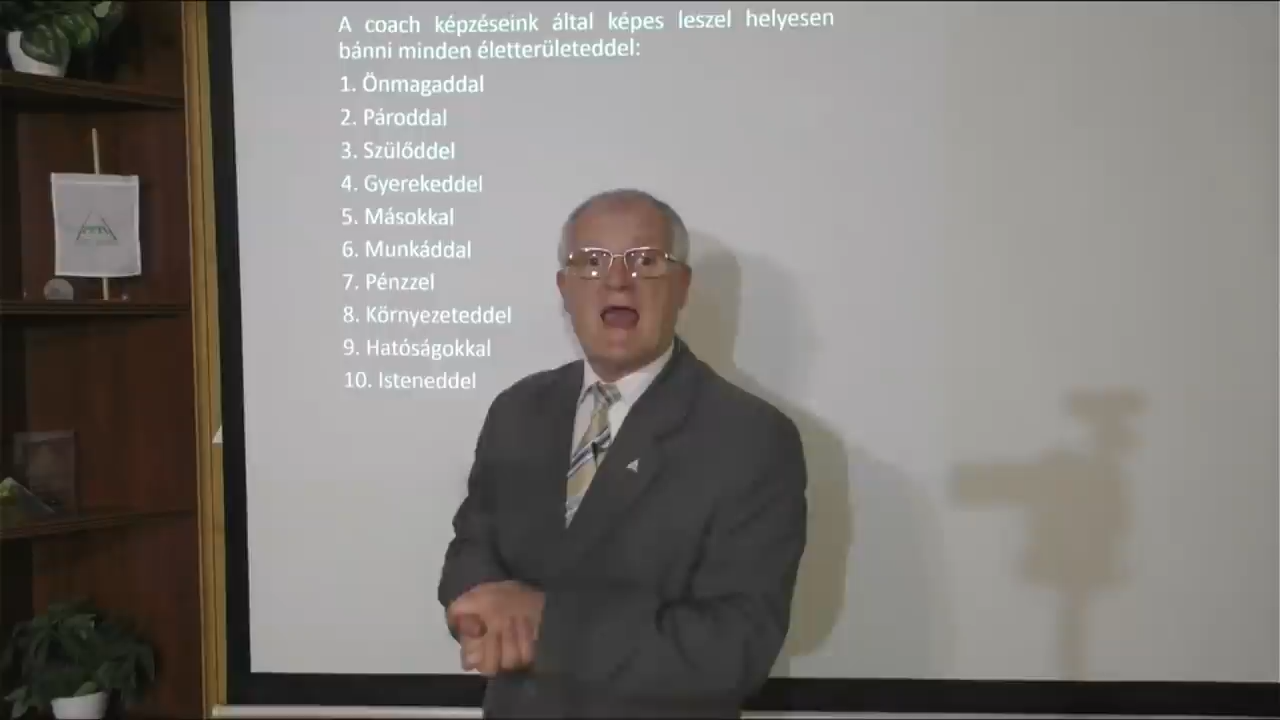 A coach képzéseink által képes leszel helyesen
bánni minden életterületeddel:
1. Önmagaddal
2. Pároddal
3. Szülőddel
4. Gyerekeddel
5. Másokkal
6. Munkáddal
7. Pénzzel
8. Környezeteddel
9. Hatóságokkal
10. Isteneddel